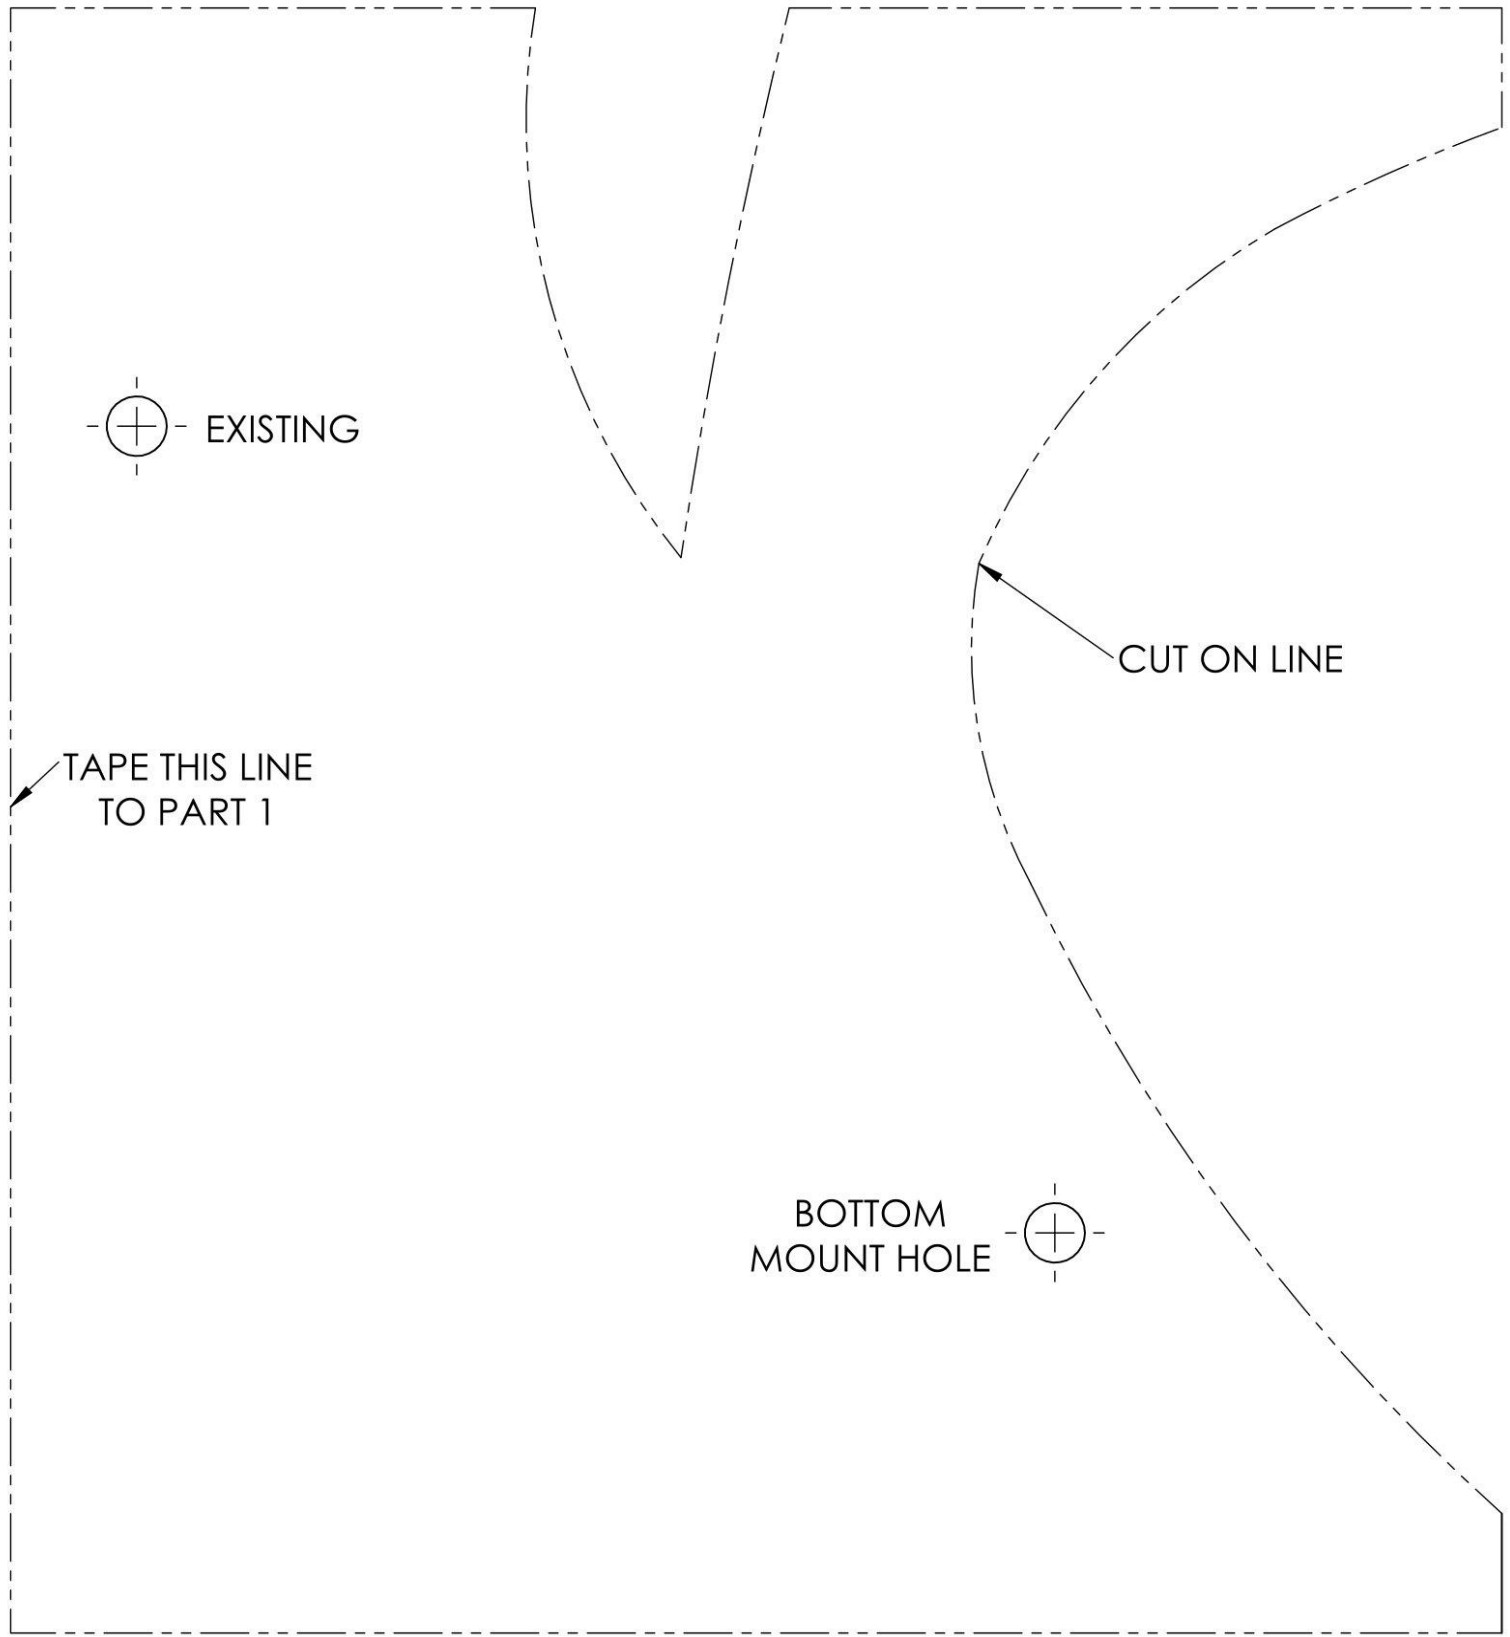 EXISTING
CUT ON LINE
TAPE THIS LINE
TO PART 1
BOTTOM
MOUNT HOLE